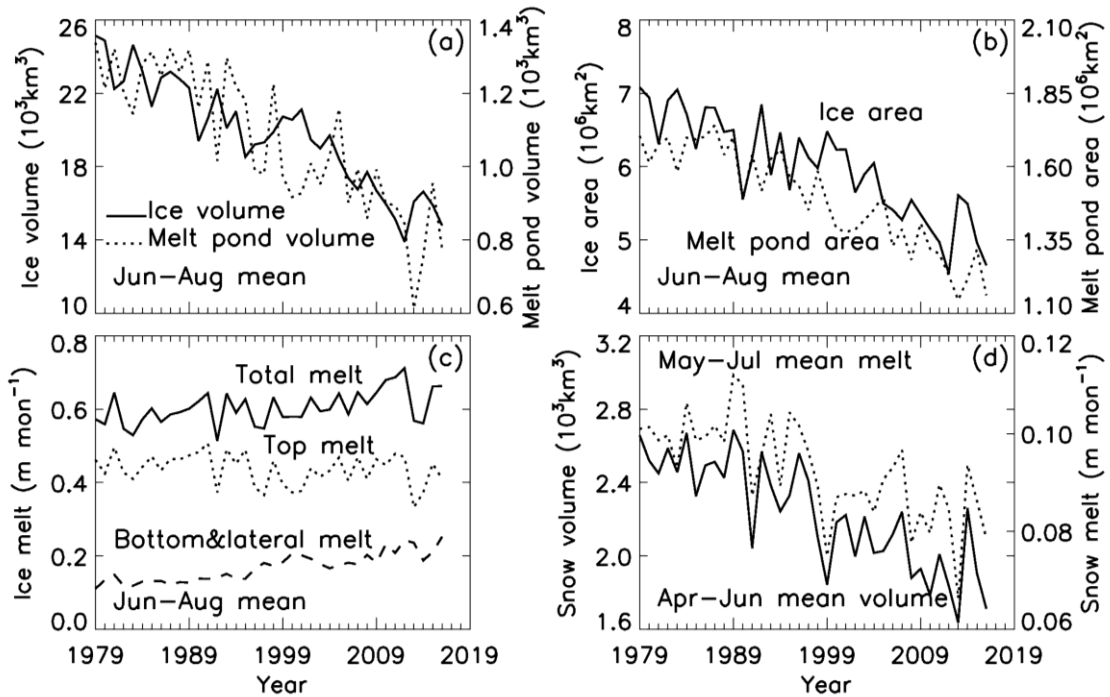 26
22
18
14
10
Ice volume (10³km³)
(a)
Ice volume
Melt pond volume
Jun–Aug mean
1.4
1.2
1.0
0.8
0.6
Melt pond volume (10³km³)
8
7
6
5
4
Ice area (10⁶km²)
(b)
Ice area
Melt pond area
Jun–Aug mean
2.10
1.85
1.60
1.35
1.10
Melt pond area (10⁶km²)
0.8
0.6
0.4
0.2
0.0
Ice melt (m mon⁻¹)
(c)
Total melt
Top melt
Bottom&lateral melt
Jun–Aug mean
1979
1989
1999
2009
2019
Year
3.2
2.8
2.4
2.0
1.6
Snow volume (10³km³)
May–Jul mean melt
(d)
Apr–Jun mean volume
0.12
0.10
0.08
0.06
Snow melt (m mon⁻¹)
1979
1989
1999
2009
2019
Year